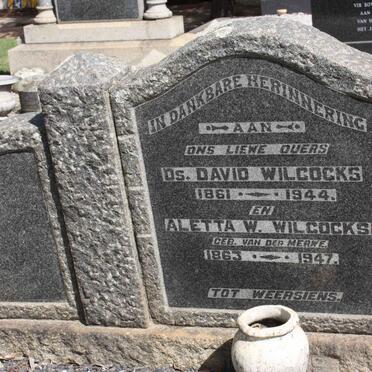 IN DANKBARE HERINNERING
AAN
ONS LIEWE OUERS
DS. DAVID WILCOCKS
1861 - 1944.
EN
ALETTA W. WILCOCKS
GEB. VAN DER MERWE.
1863 - 1947.
TOT WEERSIENS.